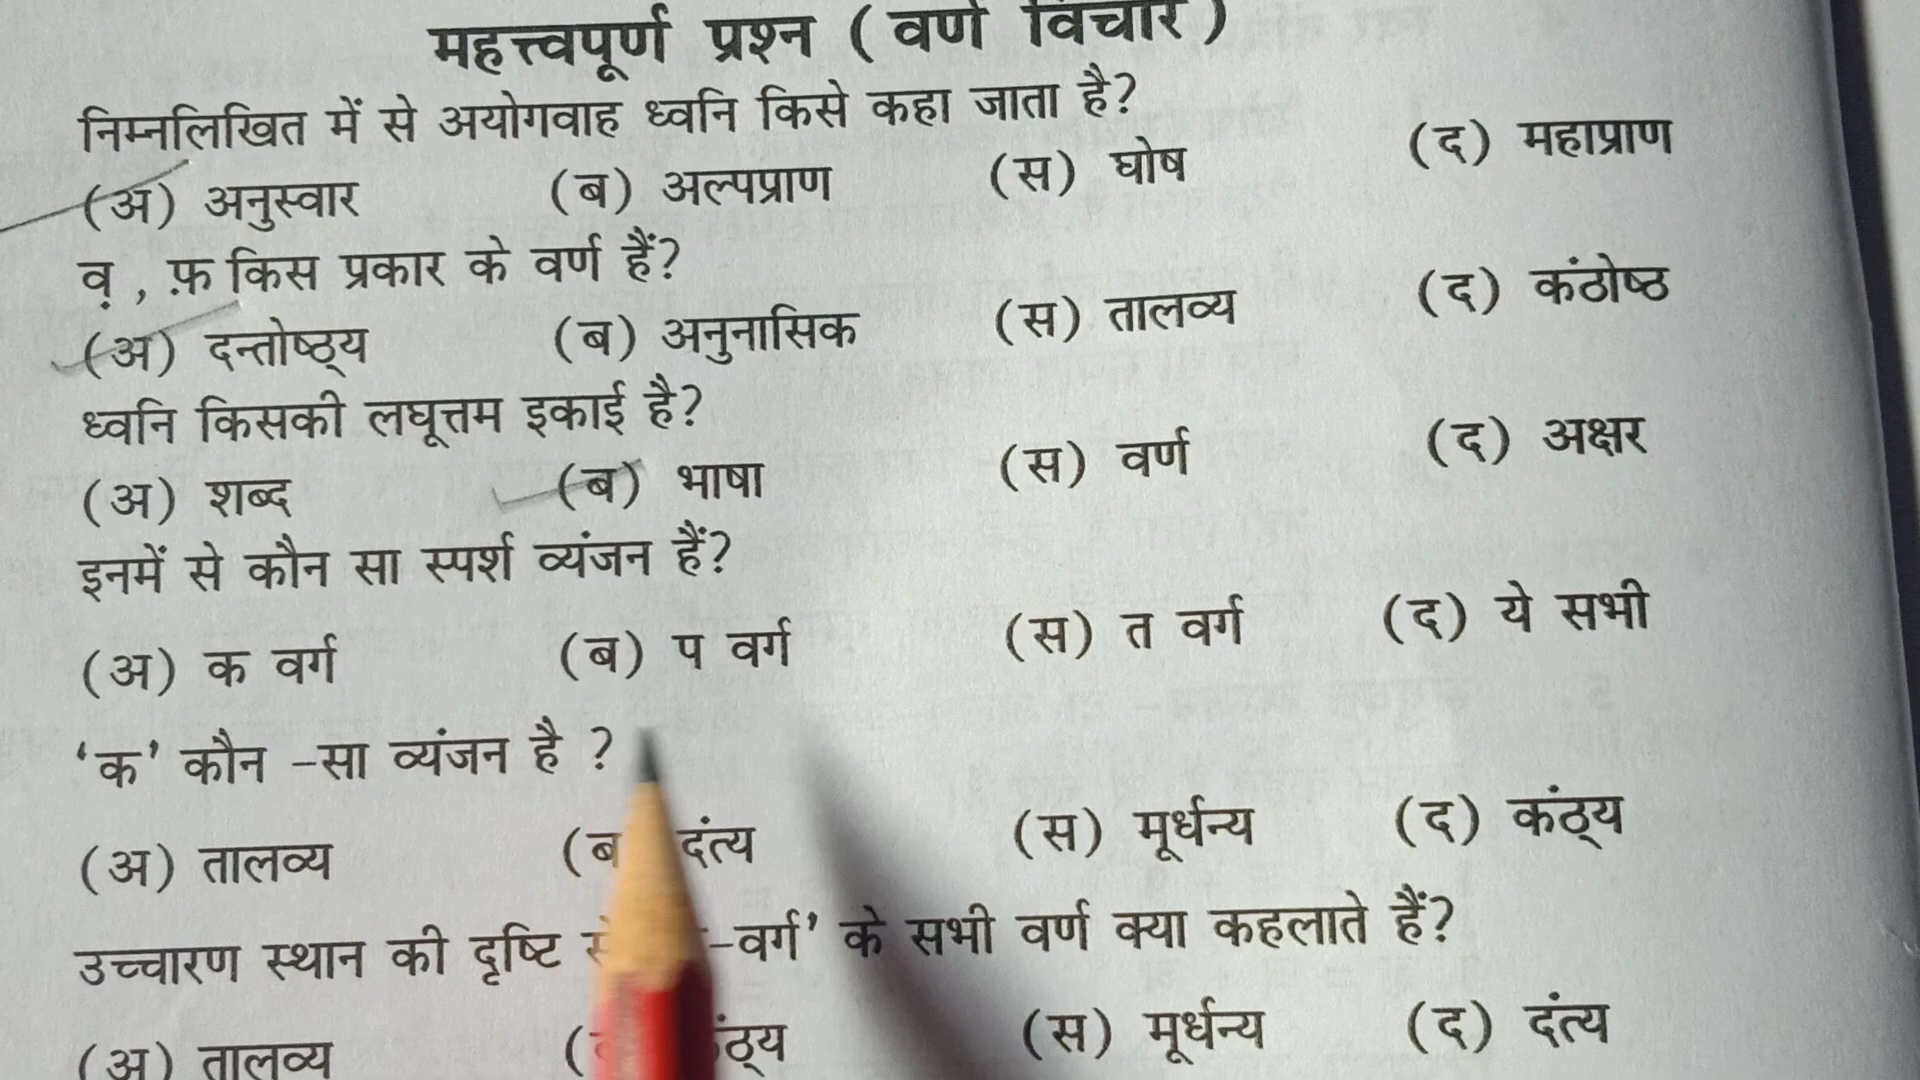 महत्त्वपूर्ण प्रश्न ( वर्ण विचार )
निम्नलिखित में से अयोगवाह ध्वनि किसे कहा जाता है?
(अ) अनुस्वार (ब) अल्पप्राण (स) घोष (द) महाप्राण
व़ , फ़ किस प्रकार के वर्ण हैं?
(अ) दन्तोष्ठ्य (ब) अनुनासिक (स) तालव्य (द) कंठोष्ठ
ध्वनि किसकी लघूत्तम इकाई है?
(अ) शब्द (ब) भाषा (स) वर्ण (द) अक्षर
इनमें से कौन सा स्पर्श व्यंजन हैं?
(अ) क वर्ग (ब) प वर्ग (स) त वर्ग (द) ये सभी
‘क’ कौन -सा व्यंजन है ?
(अ) तालव्य (ब दंत्य (स) मूर्धन्य (द) कंठ्य
उच्चारण स्थान की दृष्टि -वर्ग’ के सभी वर्ण क्या कहलाते हैं?
(अ) तालव्य (स) मूर्धन्य (द) दंत्य